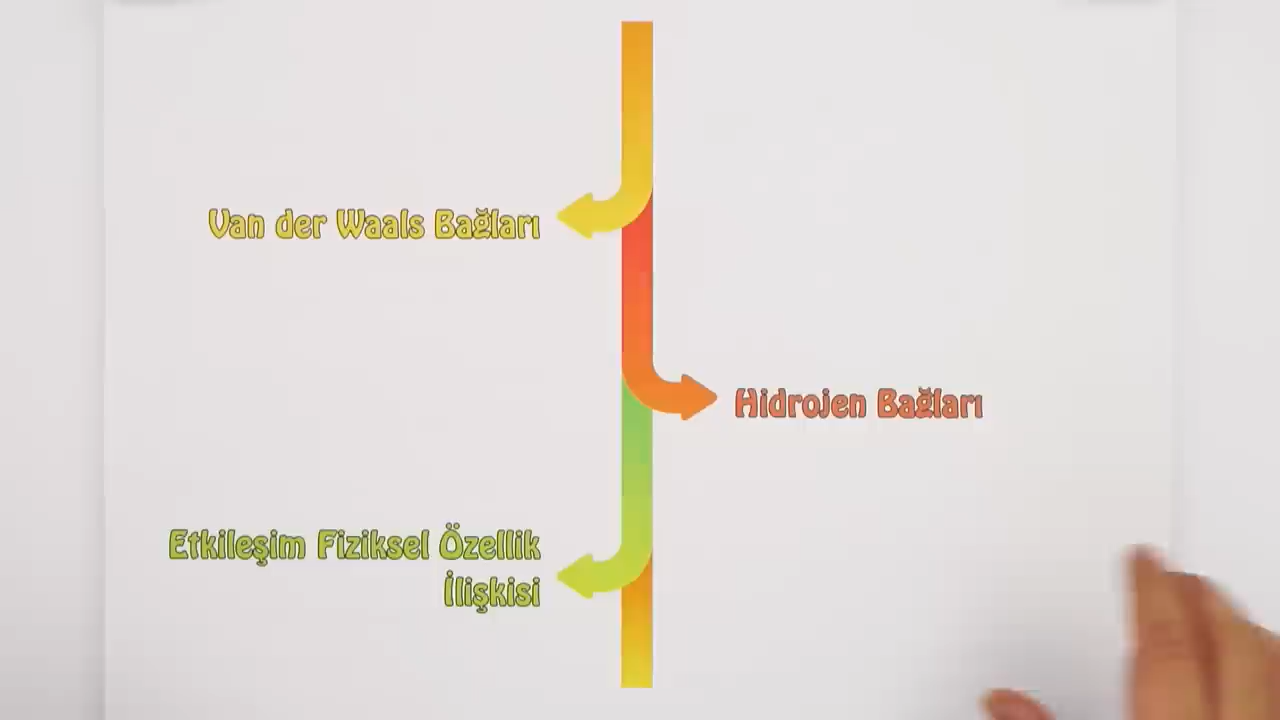 Van der Waals Bağları
Hidrojen Bağları
Etkileşim Fiziksel Özellik
İlişkisi